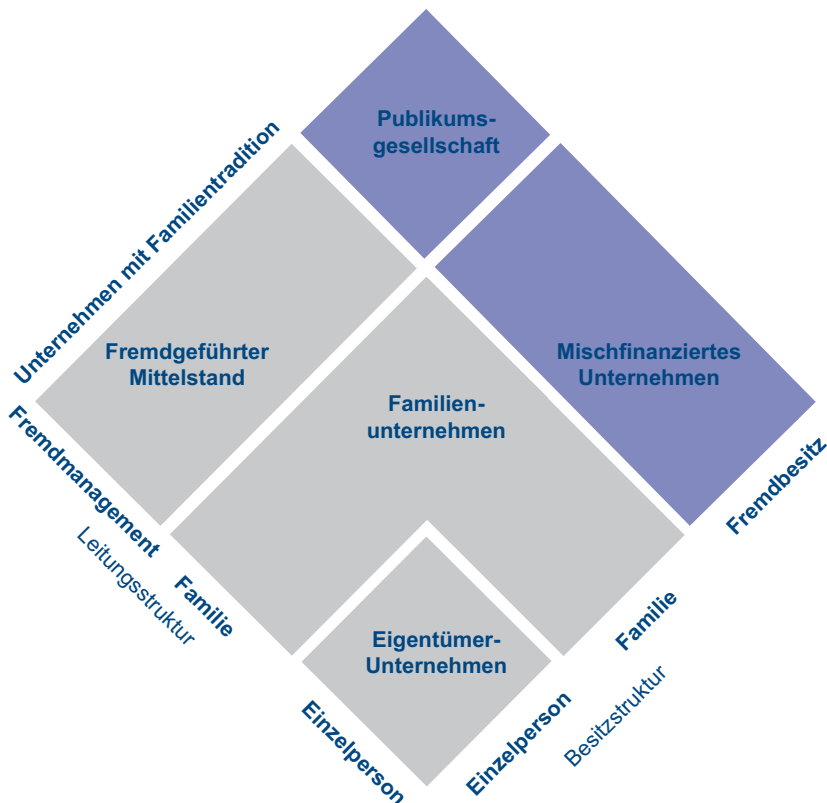 Publikums-
gesellschaft
Unternehmen mit Familientradition
Fremdgeführter
Mittelstand
Mischfinanziertes
Unternehmen
Familien-
unternehmen
Fremdmanagement
Leitungsstruktur
Familie
Fremdbesitz
Familie
Eigentümer-
Unternehmen
Einzelperson
Einzelperson
Besitzstruktur